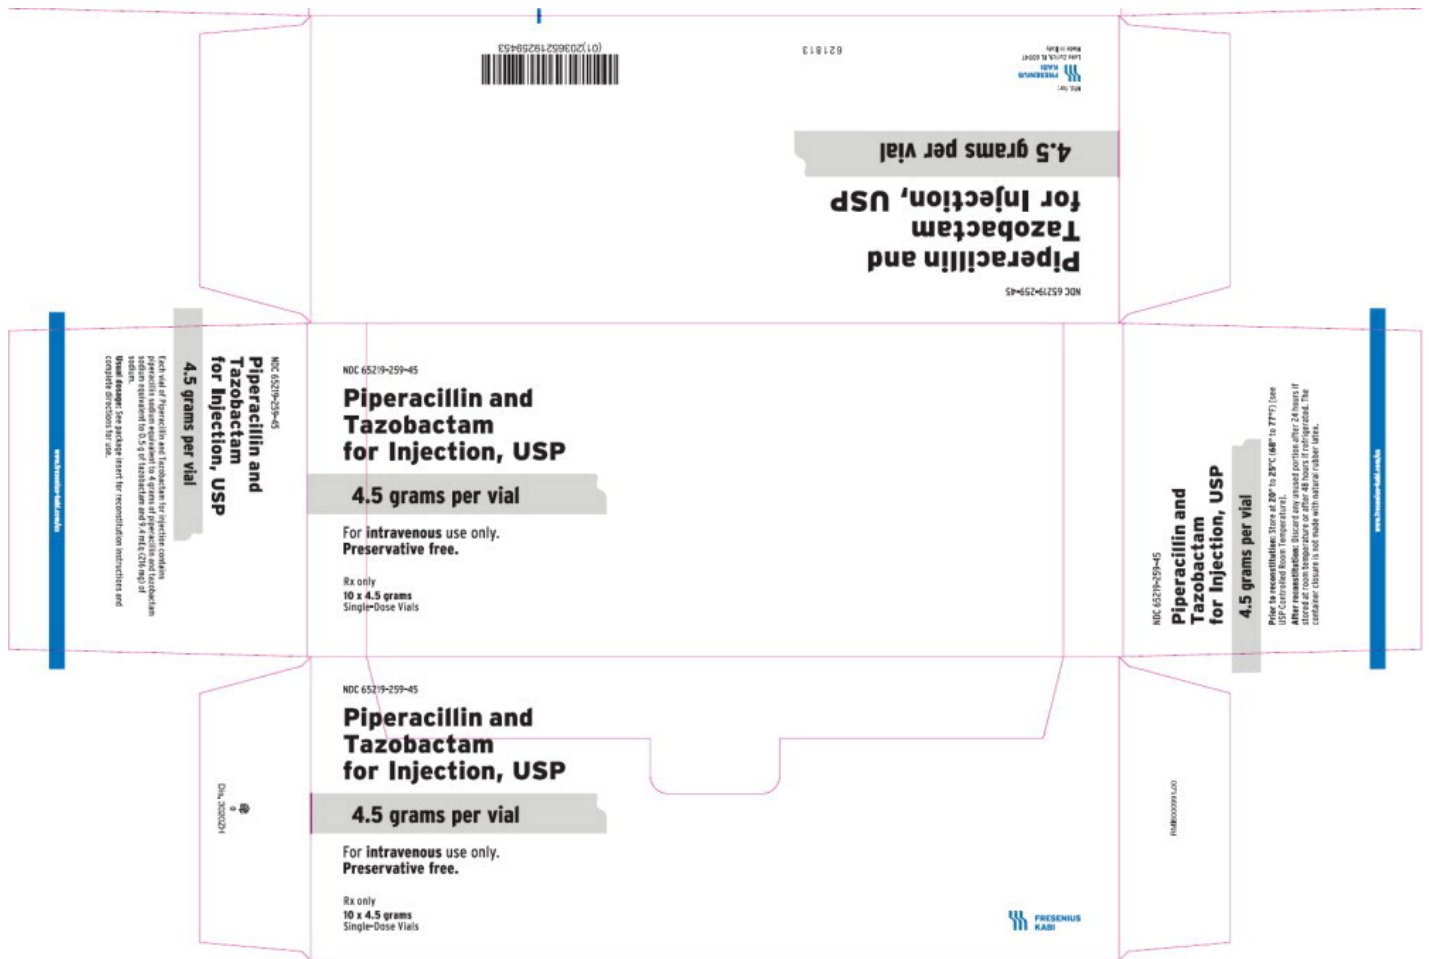 NDC 65219-259-45
Piperacillin and
Tazobactam
for Injection, USP
4.5 grams per vial
Mfd. for:
FRESENIUS
KABI
Lake Zurich, IL 60047
Made in Italy
621813
(01)20365219259453
www.fresenius-kabi.com/us
NDC 65219-259-45
Piperacillin and
Tazobactam
for Injection, USP
4.5 grams per vial
Each vial of Piperacillin and Tazobactam for injection contains
piperacillin sodium equivalent to 4 grams of piperacillin and tazobactam
sodium equivalent to 0.5 g of tazobactam and 9.4 mEq (216 mg) of
sodium.
Usual dosage: See package insert for reconstitution instructions and
complete directions for use.
NDC 65219-259-45
Piperacillin and
Tazobactam
for Injection, USP
4.5 grams per vial
For intravenous use only.
Preservative free.
Rx only
10 x 4.5 grams
Single-Dose Vials
NDC 65219-259-45
Piperacillin and
Tazobactam
for Injection, USP
4.5 grams per vial
Prior to reconstitution: Store at 20° to 25°C (68° to 77°F) [see
USP Controlled Room Temperature].
After reconstitution: Discard any unused portion after 24 hours if
stored at room temperature or after 48 hours if refrigerated. The
container closure is not made with natural rubber latex.
www.fresenius-kabi.com/us
NDC 65219-259-45
Piperacillin and
Tazobactam
for Injection, USP
4.5 grams per vial
For intravenous use only.
Preservative free.
Rx only
10 x 4.5 grams
Single-Dose Vials
FRESENIUS
KABI
Dis. 3020ZH